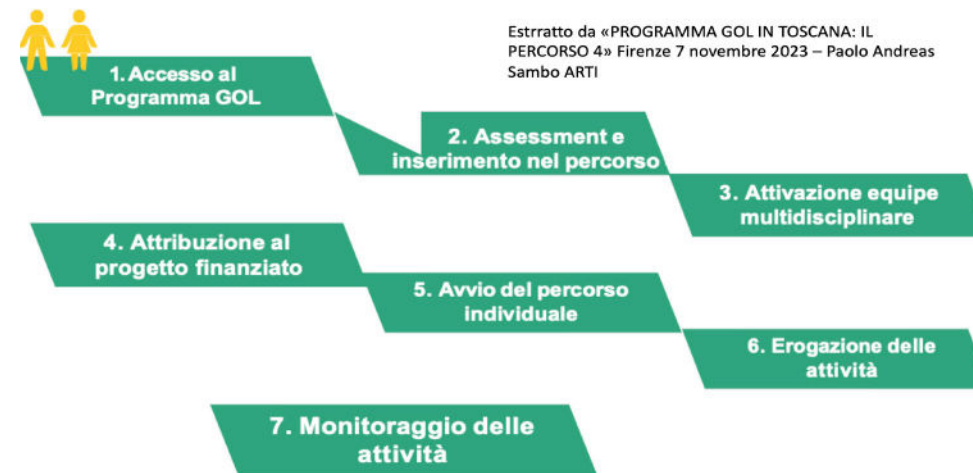 Estrratto da «PROGRAMMA GOL IN TOSCANA: IL
PERCORSO 4» Firenze 7 novembre 2023 – Paolo Andreas
Sambo ARTI
1. Accesso al
Programma GOL
2. Assessment e
inserimento nel percorso
3. Attivazione equipe
multidisciplinare
4. Attribuzione al
progetto finanziato
5. Avvio del percorso
individuale
6. Erogazione delle
attività
7. Monitoraggio delle
attività